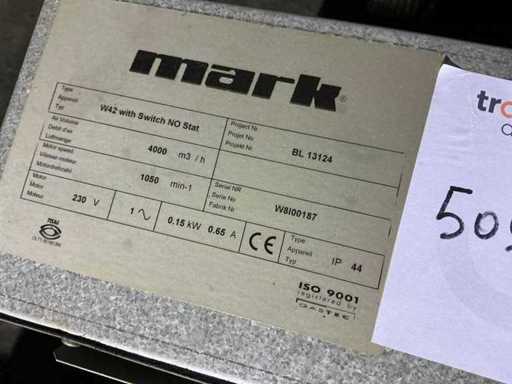 mark®
Type
Appareil
Typ
W42 with Switch NO Stat
Project Nr
Projet No
Projekt Nr
BL 13124
Air Volume
Débit d'air
Luftmenge
4000 m3 / h
Motor speed
Vitesse moteur
Motordrehzahl
1050 min-1
Serial NR
Serie No
Fabrik Nr
W8I00187
Motor
Motor
Moteur
230 V
1 ~
0.15 kW 0.65 A
CE
Type
Appareil
Typ
IP 44
ISO 9001
registered by
GASTEC
tr
505